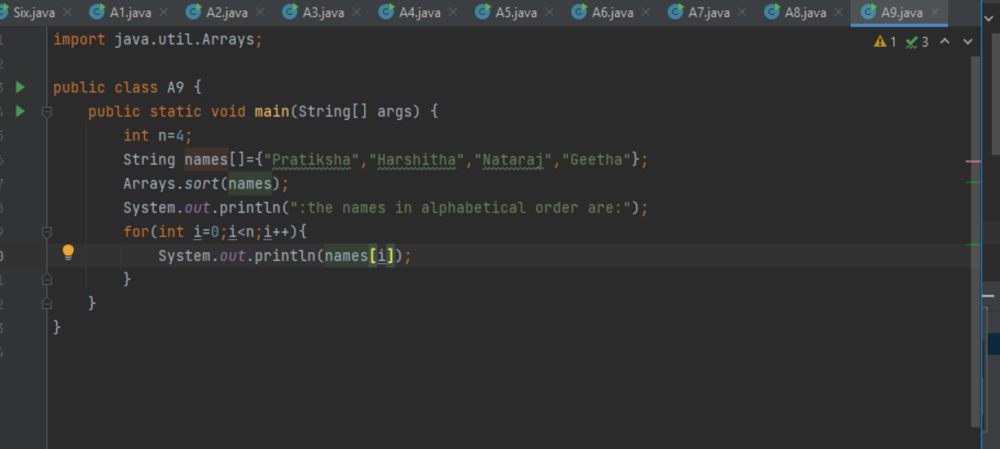 Six.java A1.java A2.java A3.java A4.java A5.java A6.java A7.java A8.java A9.java
import java.util.Arrays; 1 3
public class A9 {
public static void main(String[] args) {
int n=4;
String names[]={"Pratiksha","Harshitha","Nataraj","Geetha"};
Arrays.sort(names);
System.out.println(":the names in alphabetical order are:");
for(int i=0;i<n;i++){
System.out.println(names[i]);
}
}
}